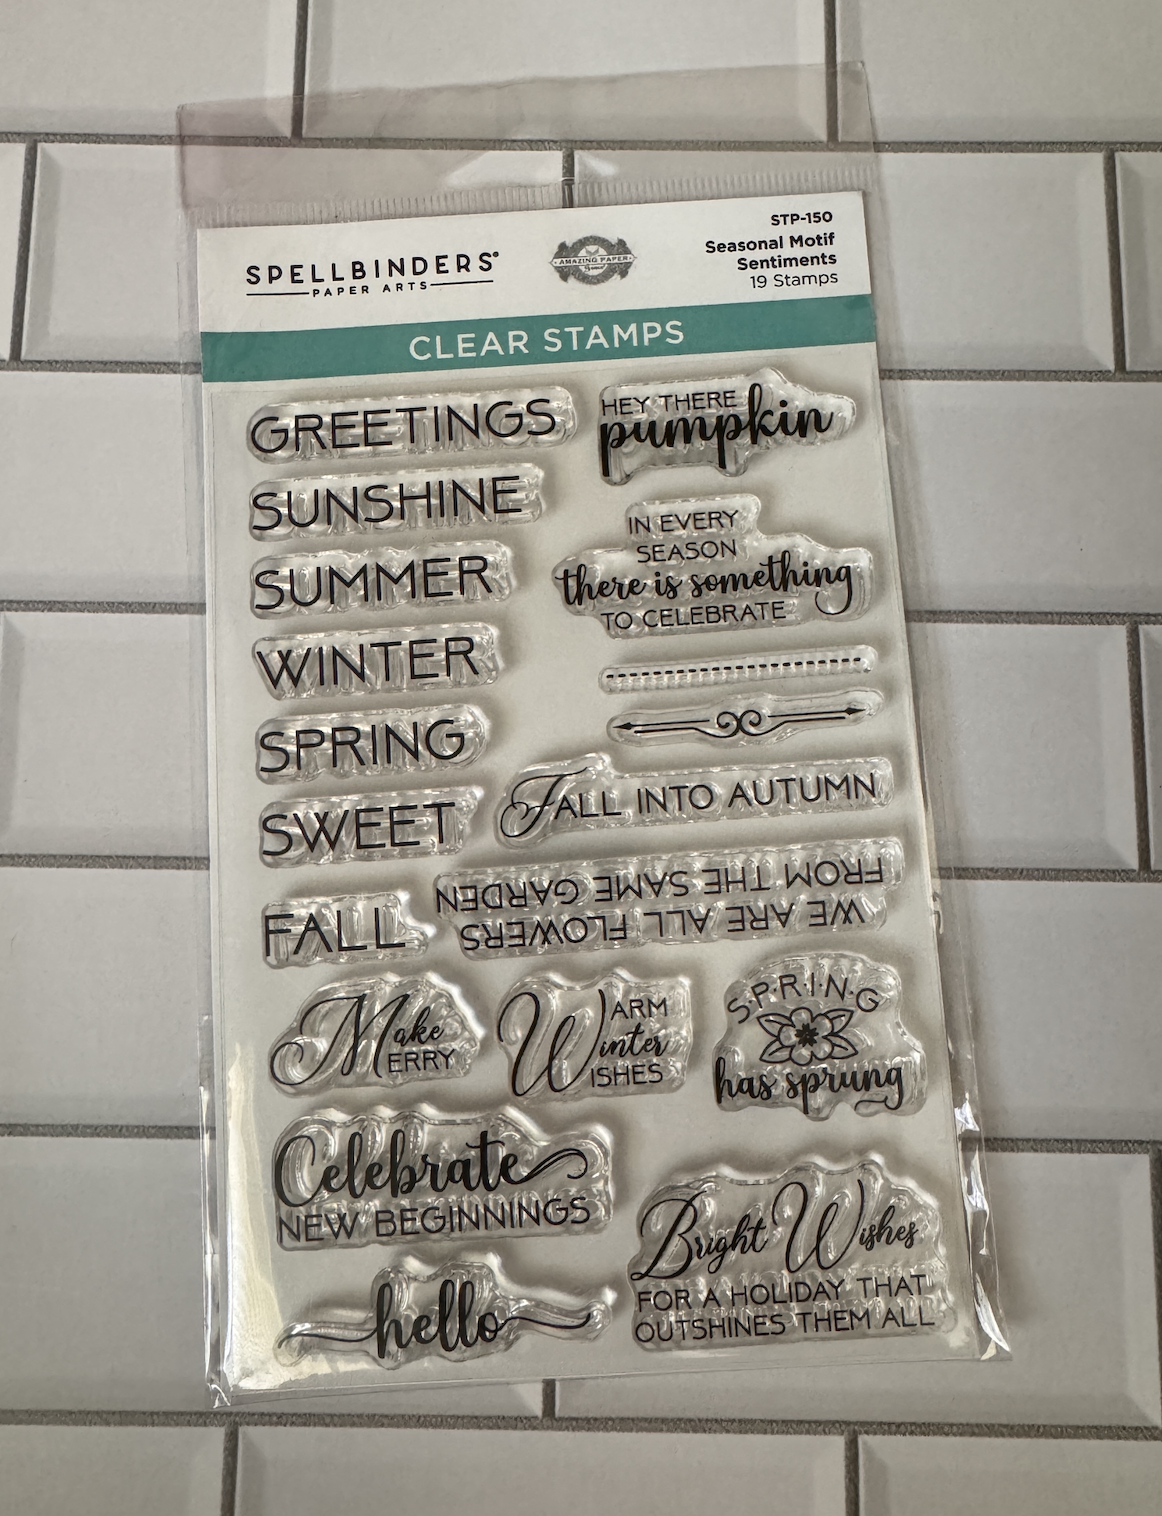 SPELLBINDERS®
PAPER ARTS
AMAZING PAPER
Grace
STP-150
Seasonal Motif
Sentiments
19 Stamps
CLEAR STAMPS
GREETINGS
SUNSHINE
SUMMER
WINTER
SPRING
SWEET
FALL
HEY THERE
pumpkin
IN EVERY
SEASON
there is something
TO CELEBRATE
FALL INTO AUTUMN
WE ARE ALL FLOWERS
FROM THE SAME GARDEN
Make
MERRY
WARM
Winter
WISHES
S·P·R·I·N·G
has sprung
Celebrate
NEW BEGINNINGS
hello
Bright Wishes
FOR A HOLIDAY THAT
OUTSHINES THEM ALL